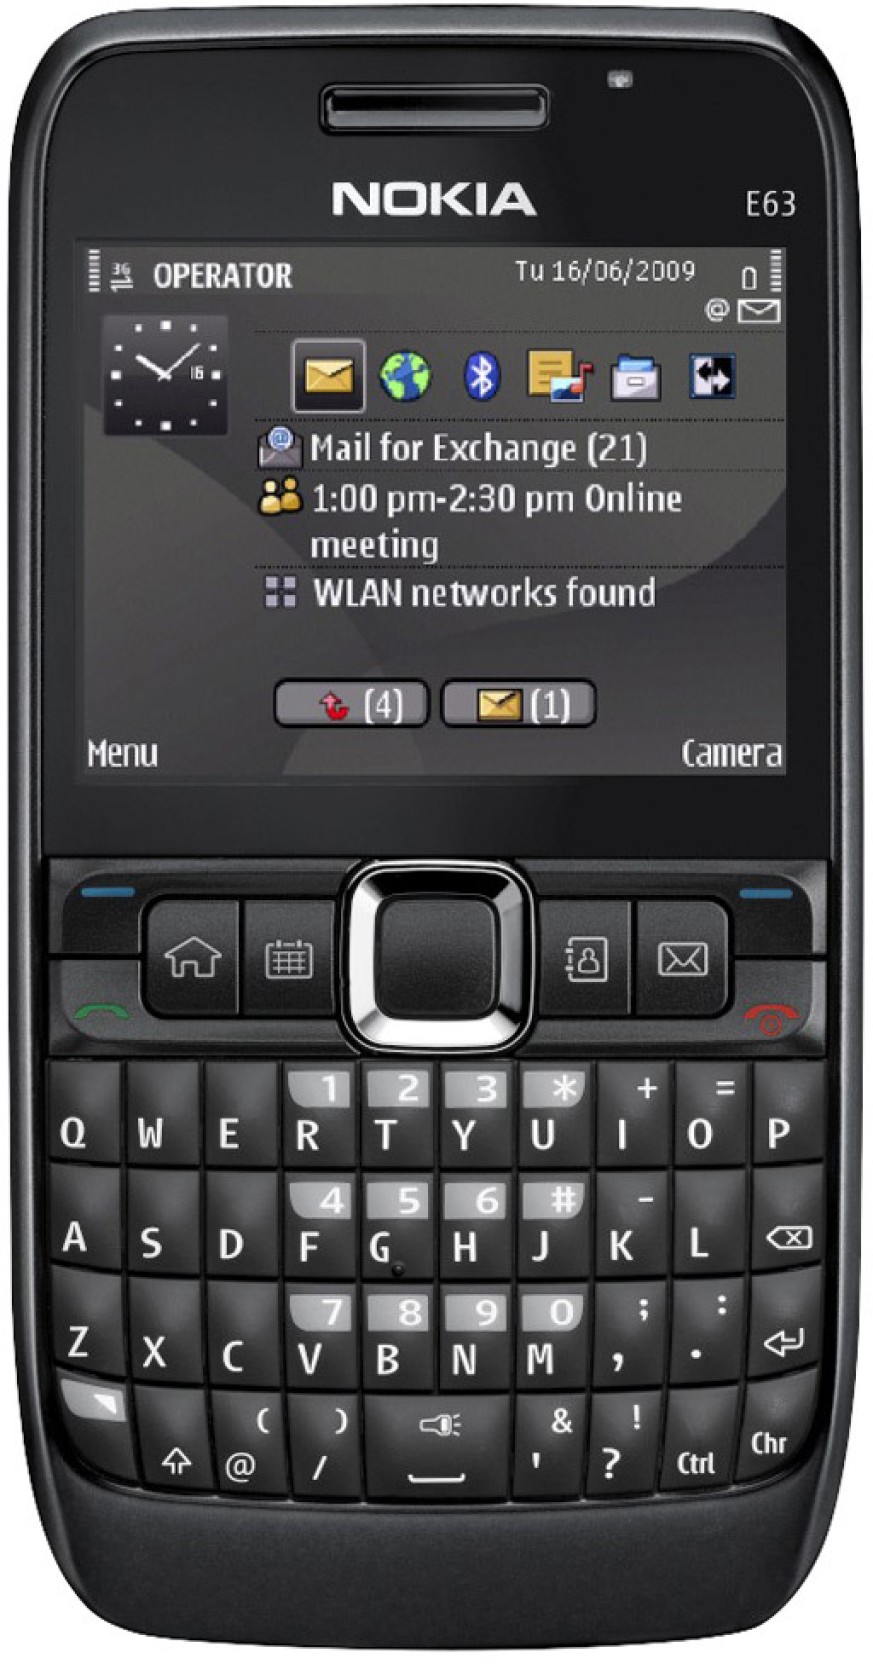 NOKIA
E63
3G OPERATOR Tu 16/06/2009
@
16
Mail for Exchange (21)
1:00 pm-2:30 pm Online
meeting
WLAN networks found
(4) (1)
Menu Camera
1 2 3 * + =
Q W E R T Y U I O P
4 5 6 # -
A S D F G H J K L
7 8 9 0 ; :
Z X C V B N M , .
( ) & !
@ / ' ? Ctrl Chr